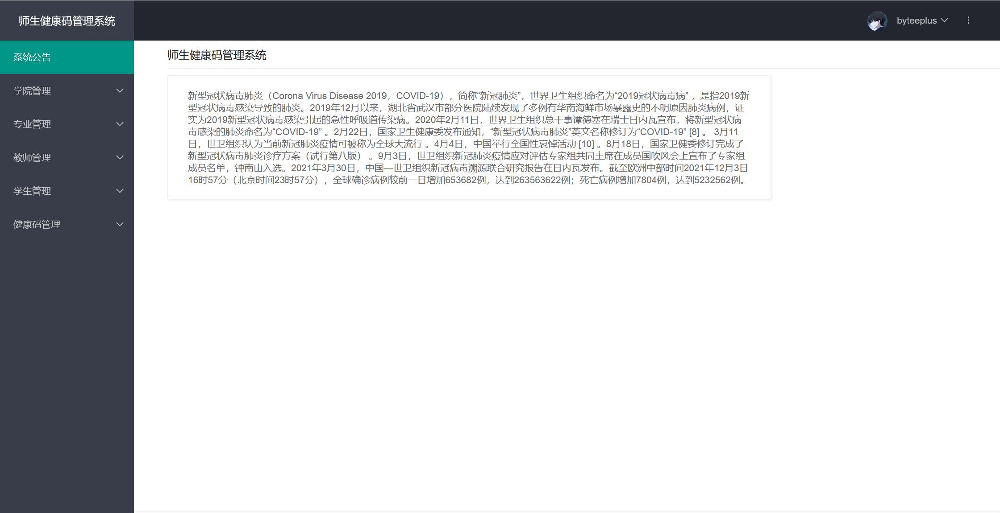 师生健康码管理系统
byteeplus
系统公告
学院管理
专业管理
教师管理
学生管理
健康码管理
师生健康码管理系统
新型冠状病毒肺炎（Corona Virus Disease 2019，COVID-19），简称“新冠肺炎”，世界卫生组织命名为“2019冠状病毒病” ，是指2019新
型冠状病毒感染导致的肺炎。2019年12月以来，湖北省武汉市部分医院陆续发现了多例有华南海鲜市场暴露史的不明原因肺炎病例，证
实为2019新型冠状病毒感染引起的急性呼吸道传染病。2020年2月11日，世界卫生组织总干事谭德塞在瑞士日内瓦宣布，将新型冠状病
毒感染的肺炎命名为“COVID-19” 。2月22日，国家卫生健康委发布通知，“新型冠状病毒肺炎”英文名称修订为“COVID-19” [8] 。 3月11
日，世卫组织认为当前新冠肺炎疫情可被称为全球大流行 。4月4日，中国举行全国性哀悼活动 [10] 。8月18日，国家卫健委修订完成了
新型冠状病毒肺炎诊疗方案（试行第八版） 。9月3日，世卫组织新冠肺炎疫情应对评估专家组共同主席在成员国吹风会上宣布了专家组
成员名单，钟南山入选。2021年3月30日，中国—世卫组织新冠病毒溯源联合研究报告在日内瓦发布。截至欧洲中部时间2021年12月3日
16时57分（北京时间23时57分），全球确诊病例较前一日增加653682例，达到263563622例；死亡病例增加7804例，达到5232562例。